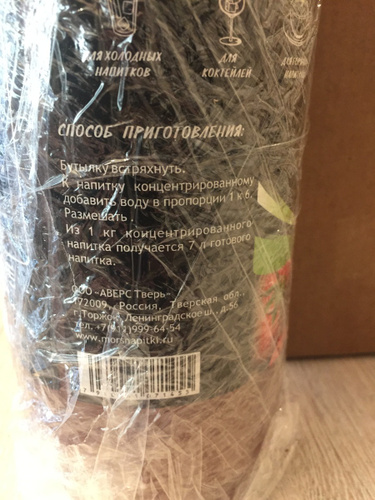 ДЛЯ ХОЛОДНЫХ
НАПИТКОВ
ДЛЯ
КОКТЕЙЛЕЙ
СПОСОБ ПРИГОТОВЛЕНИЯ:
Бутылку встряхнуть.
К напитку концентрированному
добавить воду в пропорции 1 к 6.
Размешать.
Из 1 кг концентрированного
напитка получается 7 л готового
напитка.
ООО «АВЕРС Тверь»
172009, Россия, Тверская обл.,
г.Торжок, Ленинградское ш., д.56